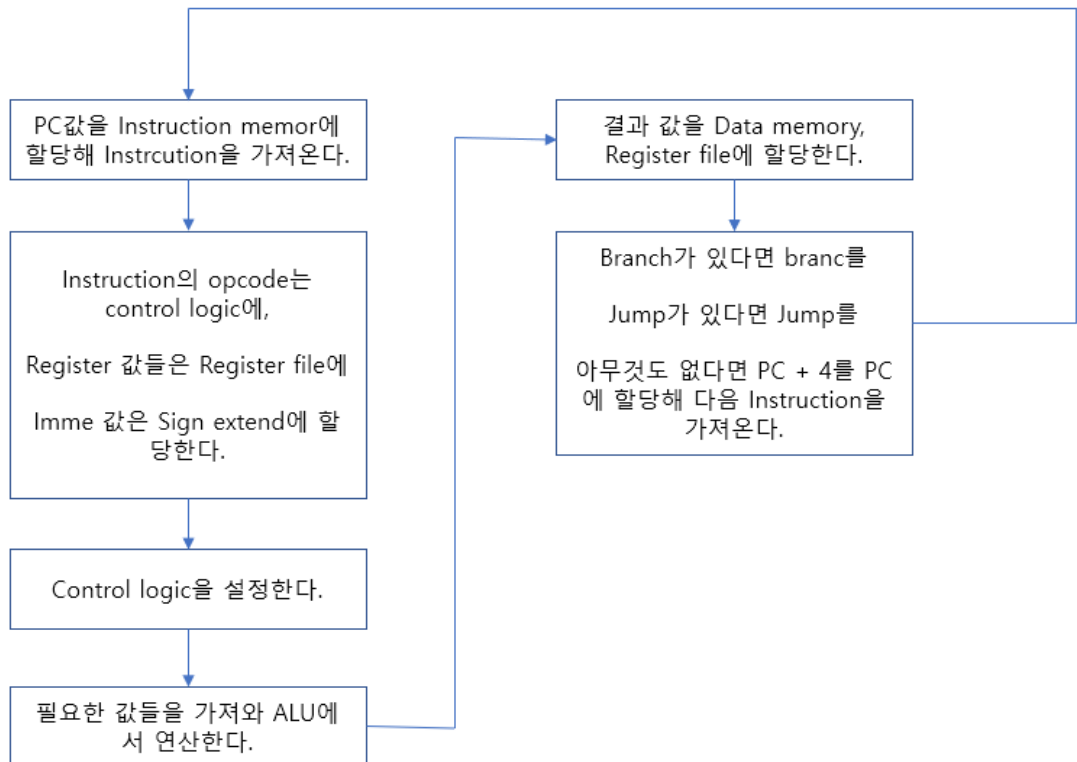 PC값을 Instruction memor에
할당해 Instrcution을 가져온다.
Instruction의 opcode는
control logic에,
Register 값들은 Register file에
Imme 값은 Sign extend에 할
당한다.
Control logic을 설정한다.
필요한 값들을 가져와 ALU에
서 연산한다.
결과 값을 Data memory,
Register file에 할당한다.
Branch가 있다면 branc를
Jump가 있다면 Jump를
아무것도 없다면 PC + 4를 PC
에 할당해 다음 Instruction을
가져온다.